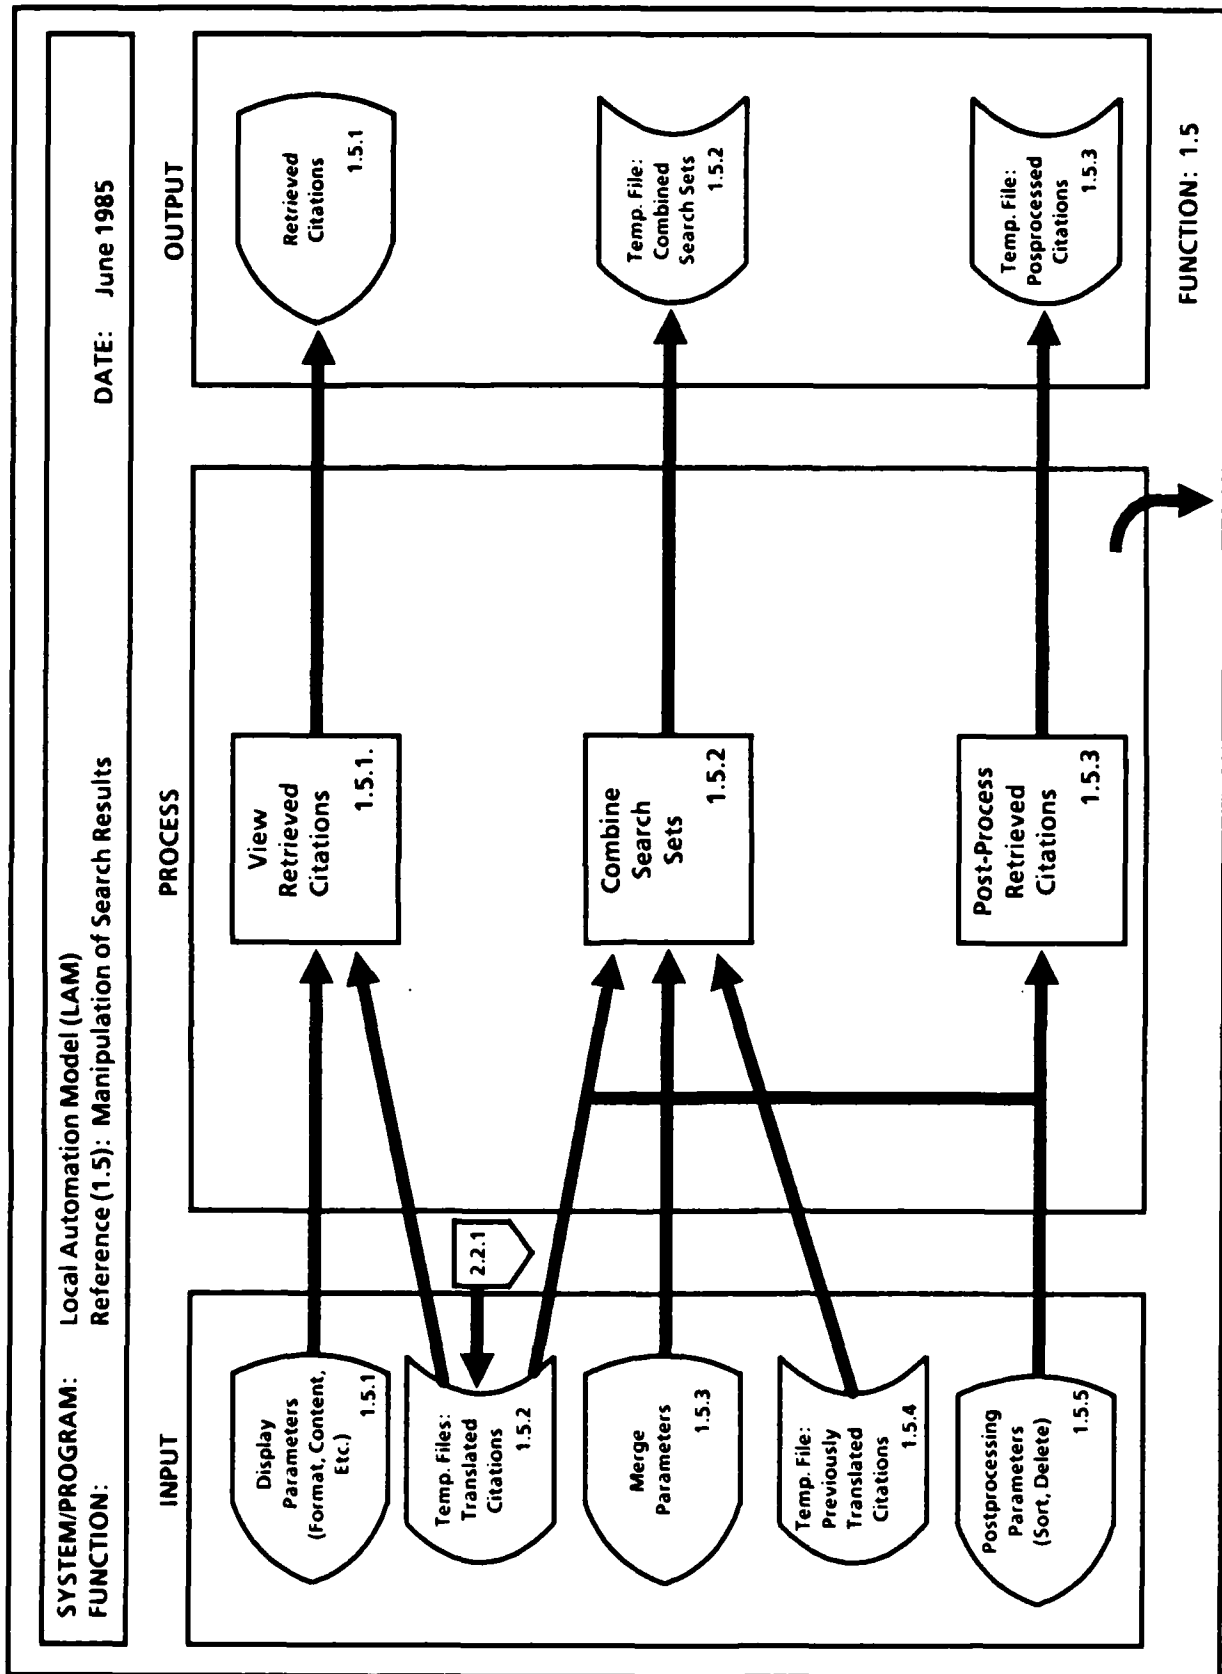 SYSTEM/PROGRAM: Local Automation Model (LAM)
FUNCTION: Reference (1.5): Manipulation of Search Results
DATE: June 1985
INPUT
PROCESS
OUTPUT
Display
Parameters
(Format, Content,
Etc.)
1.5.1
Temp. Files:
Translated
Citations
1.5.2
2.2.1
Merge
Parameters
1.5.3
Temp. File:
Previously
Translated
Citations
1.5.4
Postprocessing
Parameters
(Sort, Delete)
1.5.5
View
Retrieved
Citations
1.5.1.
Combine
Search
Sets
1.5.2
Post-Process
Retrieved
Citations
1.5.3
Retrieved
Citations
1.5.1
Temp. File:
Combined
Search Sets
1.5.2
Temp. File:
Posprocessed
Citations
1.5.3
FUNCTION: 1.5